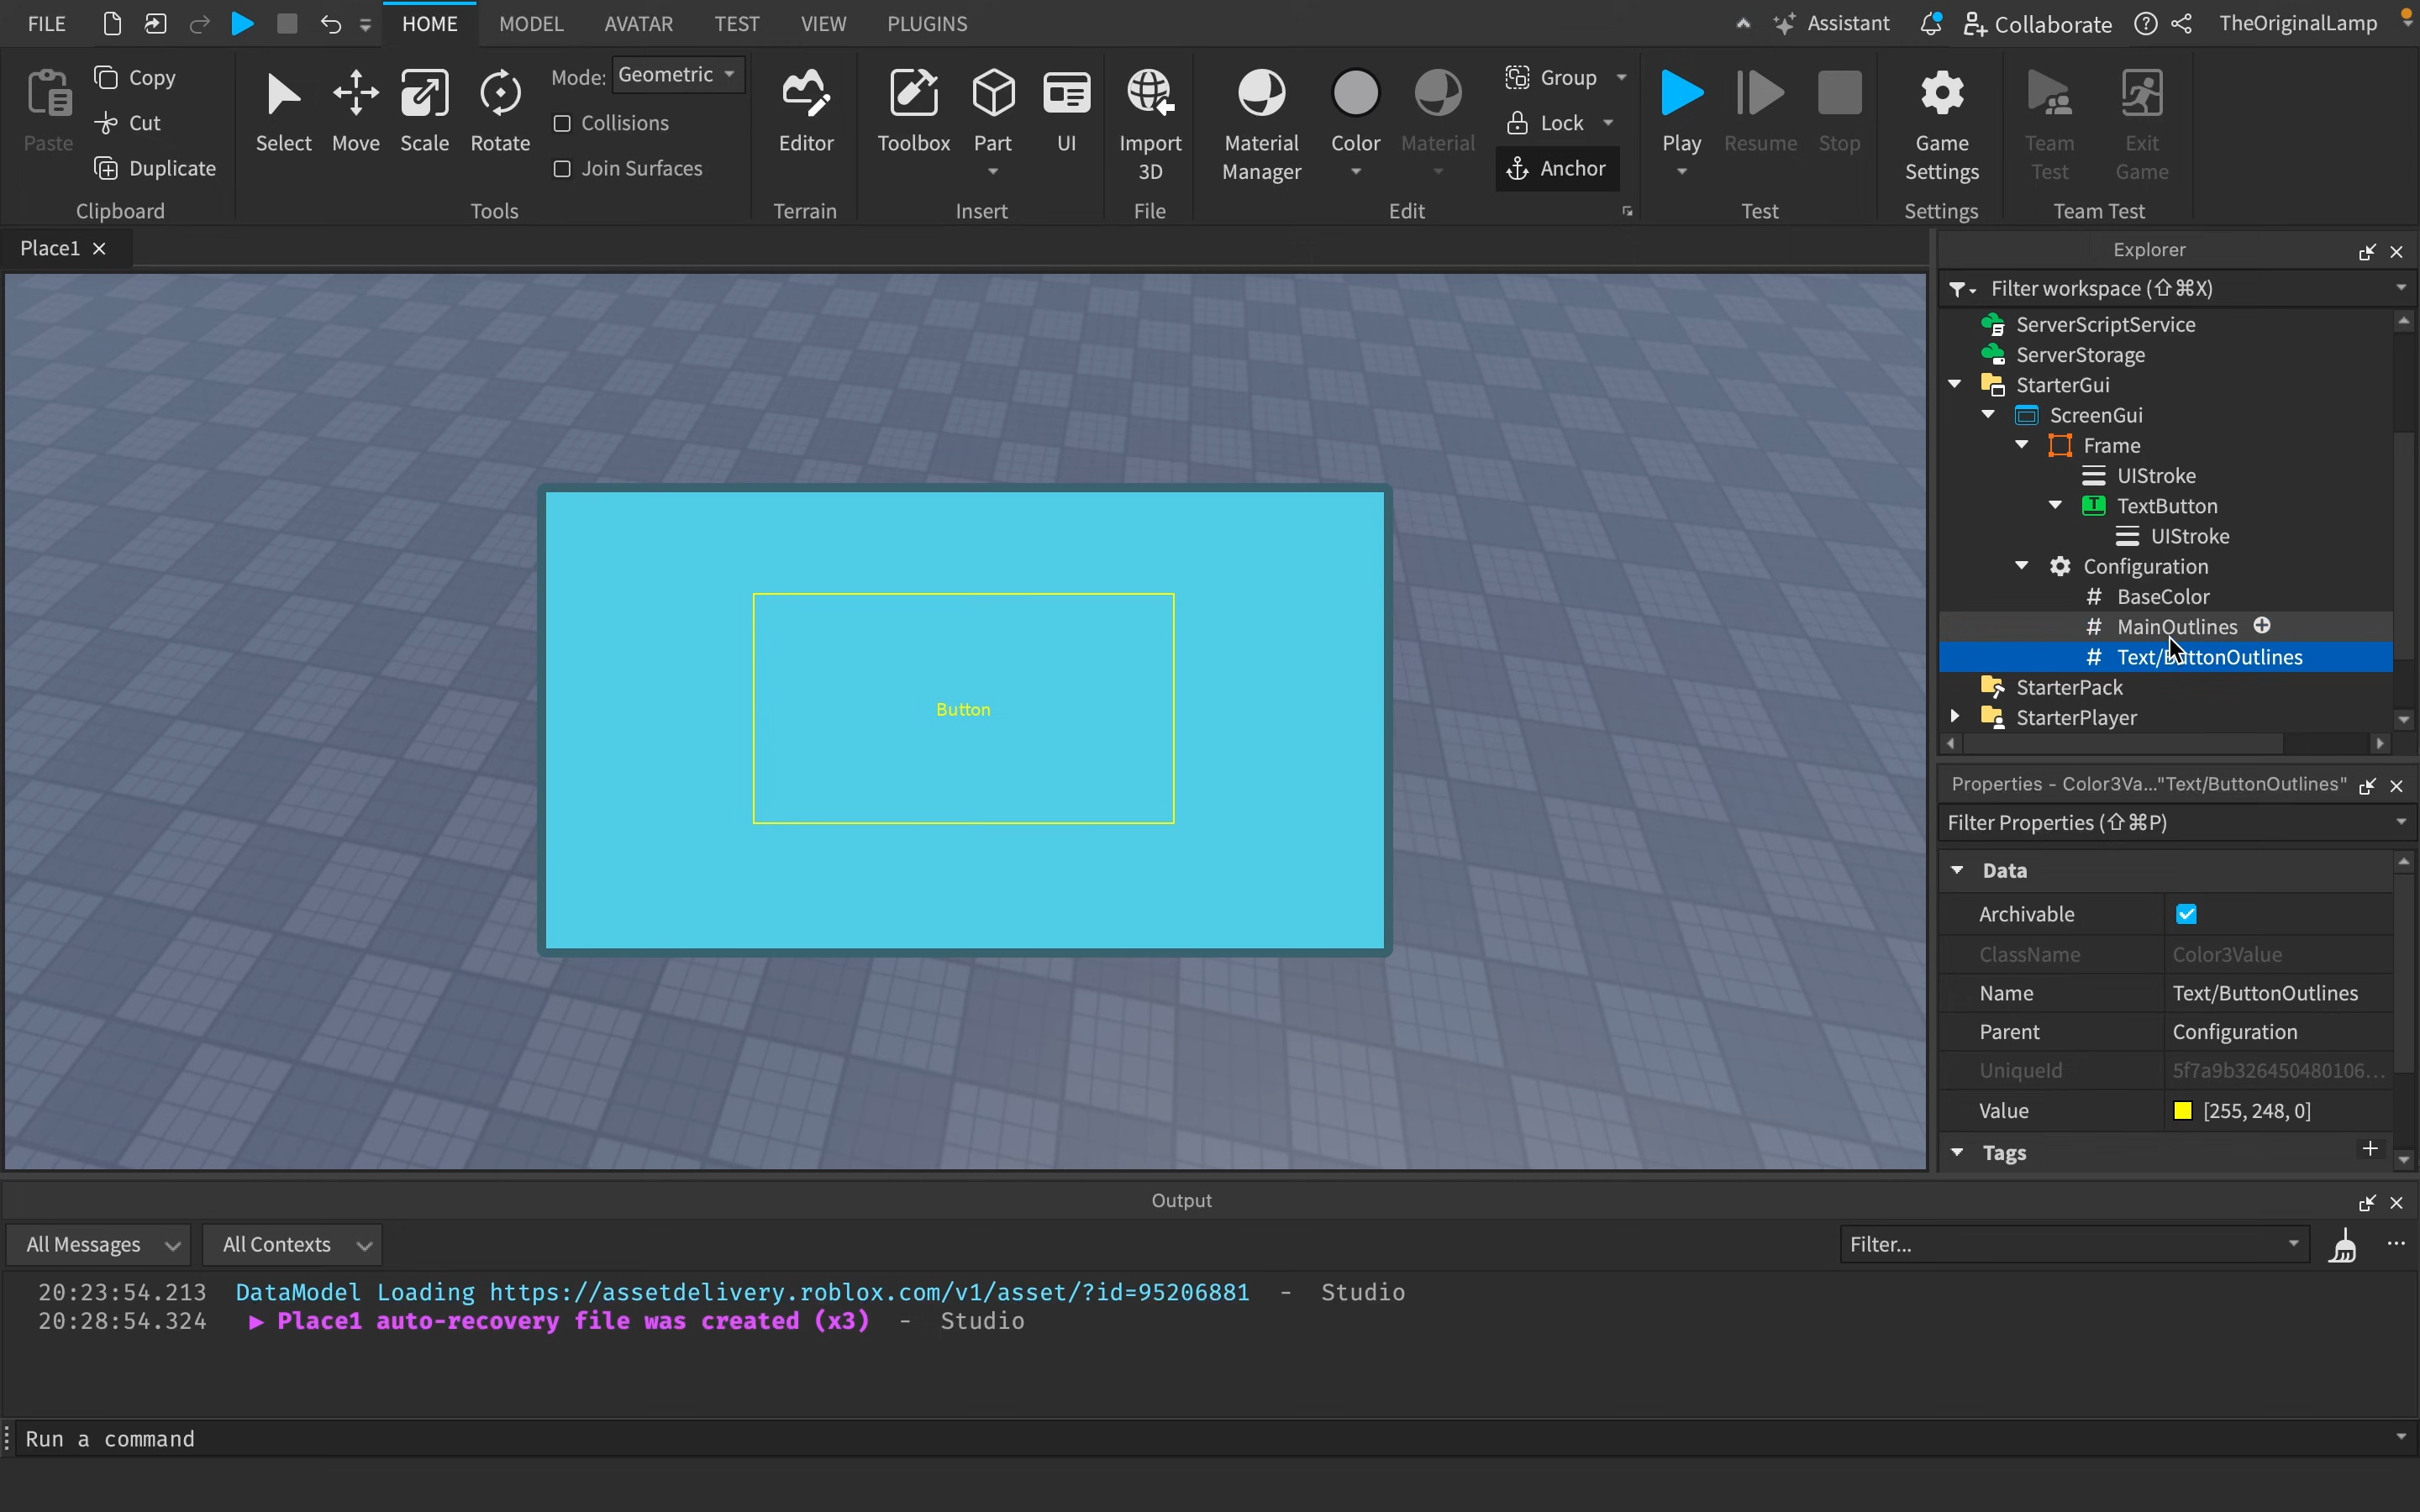 FILE HOME MODEL AVATAR TEST VIEW PLUGINS Assistant Collaborate TheOriginalLamp
Paste
Copy
Cut
Duplicate
Clipboard
Select Move Scale Rotate
Mode: Geometric
Collisions
Join Surfaces
Tools
Editor
Terrain
Toolbox Part UI
Insert
Import
3D
File
Material
Manager
Color
Material
Group
Lock
Anchor
Edit
Play Resume Stop
Test
Game
Settings
Settings
Team
Test
Exit
Game
Team Test
Place1
Button
Explorer
Filter workspace (⇧⌘X)
ServerScriptService
ServerStorage
StarterGui
ScreenGui
Frame
UIStroke
TextButton
UIStroke
Configuration
# BaseColor
# MainOutlines
# Text/ButtonOutlines
StarterPack
StarterPlayer
Properties - Color3Va..."Text/ButtonOutlines"
Filter Properties (⇧⌘P)
Data
Archivable
ClassName Color3Value
Name Text/ButtonOutlines
Parent Configuration
UniqueId 5f7a9b326450480106...
Value [255, 248, 0]
Tags
Output
All Messages All Contexts Filter...
20:23:54.213 DataModel Loading https://assetdelivery.roblox.com/v1/asset/?id=95206881 - Studio
20:28:54.324 ▶ Place1 auto-recovery file was created (x3) - Studio
Run a command